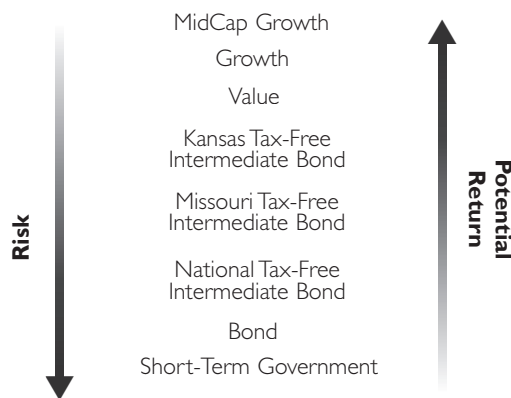 MidCap Growth
Growth
Value
Kansas Tax-Free
Intermediate Bond
Missouri Tax-Free
Intermediate Bond
National Tax-Free
Intermediate Bond
Bond
Short-Term Government
Risk
Potential
Return